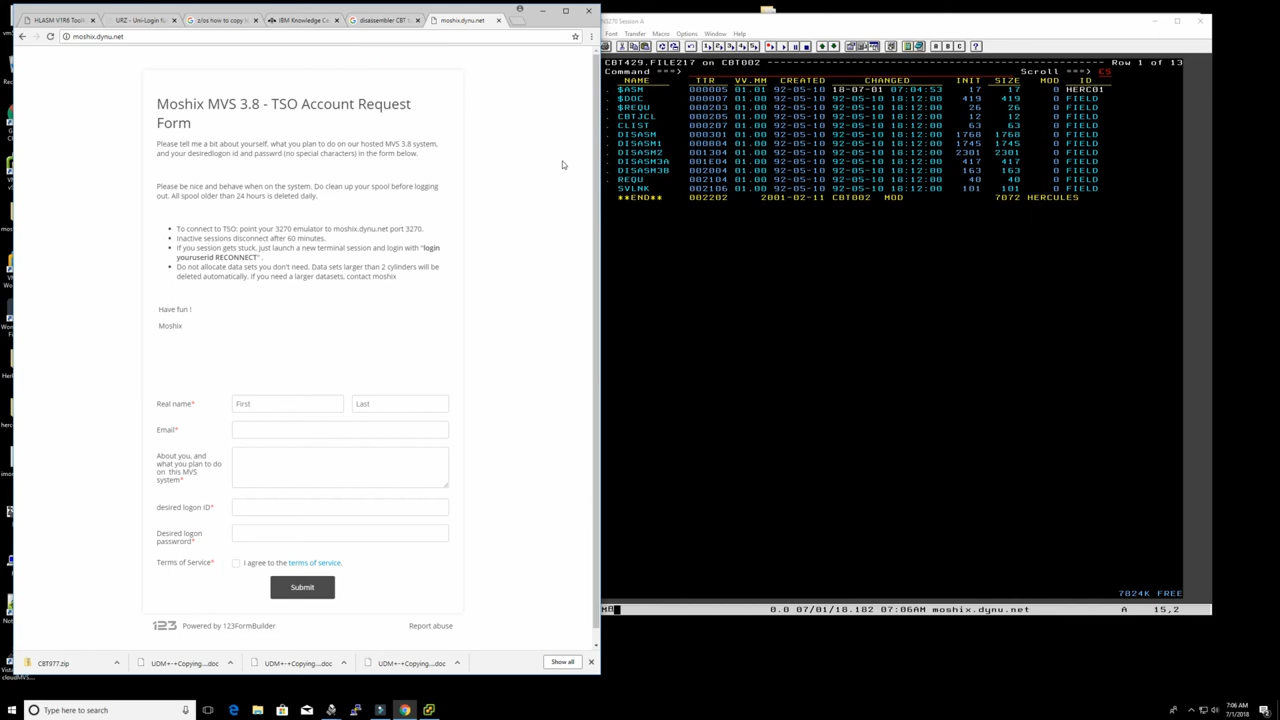 HLASM V1R6 Toolk
URZ - Uni-Login fü
z/os how to copy l
IBM Knowledge Ce
disassembler CBT t
moshix.dynu.net
moshix.dynu.net
Moshix MVS 3.8 - TSO Account Request
Form
Please tell me a bit about yourself, what you plan to do on our hosted MVS 3.8 system,
and your desiredlogon id and passwrd (no special characters) in the form below.
Please be nice and behave when on the system. Do clean up your spool before logging
out. All spool older than 24 hours is deleted daily.
• To connect to TSO: point your 3270 emulator to moshix.dynu.net port 3270.
• Inactive sessions disconnect after 60 minutes.
• If you session gets stuck, just launch a new terminal session and login with "login
youruserid RECONNECT" .
• Do not allocate data sets you don't need. Data sets larger than 2 cylinders will be
deleted automatically. If you need a larger datasets, contact moshix
Have fun !
Moshix
Real name*
First
Last
Email*
About you, and
what you plan to do
on this MVS
system*
desired logon ID*
Desired logon
passwrord*
Terms of Service*
I agree to the terms of service.
Submit
123 Powered by 123FormBuilder
Report abuse
CBT977.zip
UDM+-+Copying....doc
UDM+-+Copying....doc
UDM+-+Copying....doc
Show all
N3270 Session A
Font Transfer Macro Options Window Help
CBT429.FILE217 on CBT002
Row 1 of 13
Command ===>
Scroll ===> CS
NAME TTR VV.MM CREATED CHANGED INIT SIZE MOD ID
. $ASM 000005 01.01 92-05-10 18-07-01 07:04:53 17 17 0 HERC01
. $DOC 000007 01.00 92-05-10 92-05-10 18:12:00 419 419 0 FIELD
. $REQU 000203 01.00 92-05-10 92-05-10 18:12:00 26 26 0 FIELD
. CBTJCL 000205 01.00 92-05-10 92-05-10 18:12:00 12 12 0 FIELD
. CLIST 000207 01.00 92-05-10 92-05-10 18:12:00 63 63 0 FIELD
. DISASM 000301 01.00 92-05-10 92-05-10 18:12:00 1768 1768 0 FIELD
. DISASM1 000C04 01.00 92-05-10 92-05-10 18:12:00 1745 1745 0 FIELD
. DISASM2 001304 01.00 92-05-10 92-05-10 18:12:00 2301 2301 0 FIELD
. DISASM3A 001E04 01.00 92-05-10 92-05-10 18:12:00 417 417 0 FIELD
. DISASM3B 002004 01.00 92-05-10 92-05-10 18:12:00 163 163 0 FIELD
. REQU 002104 01.00 92-05-10 92-05-10 18:12:00 40 40 0 FIELD
. SVLNK 002106 01.00 92-05-10 92-05-10 18:12:00 101 101 0 FIELD
**END** 002202 2001-02-11 CBT002 MOD 7072 HERCULES
7824K FREE
0.0 07/01/18.182 07:06AM moshix.dynu.net A 15,2
Type here to search
7:06 AM
7/1/2018